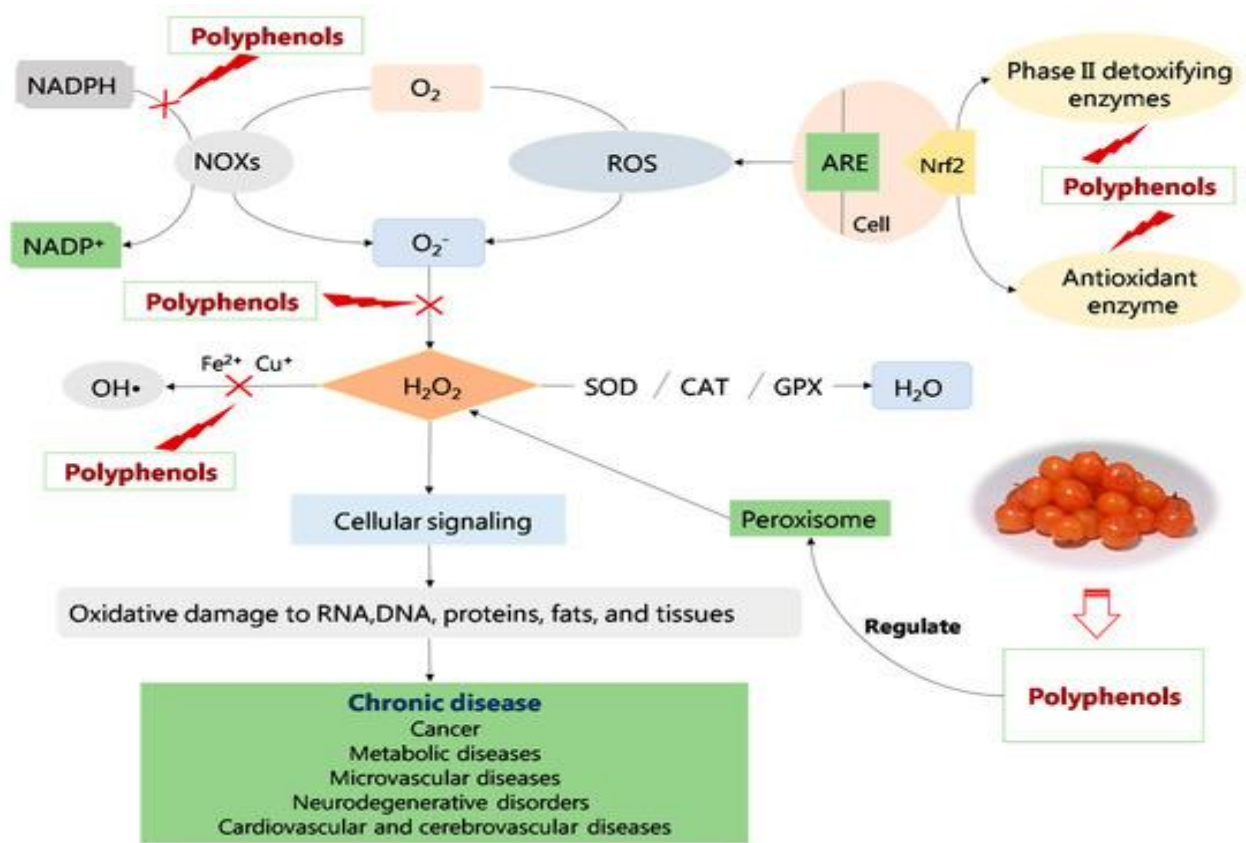 Polyphenols
NADPH
O₂
Phase II detoxifying
enzymes
NOXs
ROS
ARE
Nrf2
Polyphenols
Cell
NADP⁺
O₂⁻
Polyphenols
Antioxidant
enzyme
Fe²⁺ Cu⁺
OH•
H₂O₂
SOD / CAT / GPX
H₂O
Polyphenols
Cellular signaling
Peroxisome
Oxidative damage to RNA,DNA, proteins, fats, and tissues
Regulate
Polyphenols
Chronic disease
Cancer
Metabolic diseases
Microvascular diseases
Neurodegenerative disorders
Cardiovascular and cerebrovascular diseases